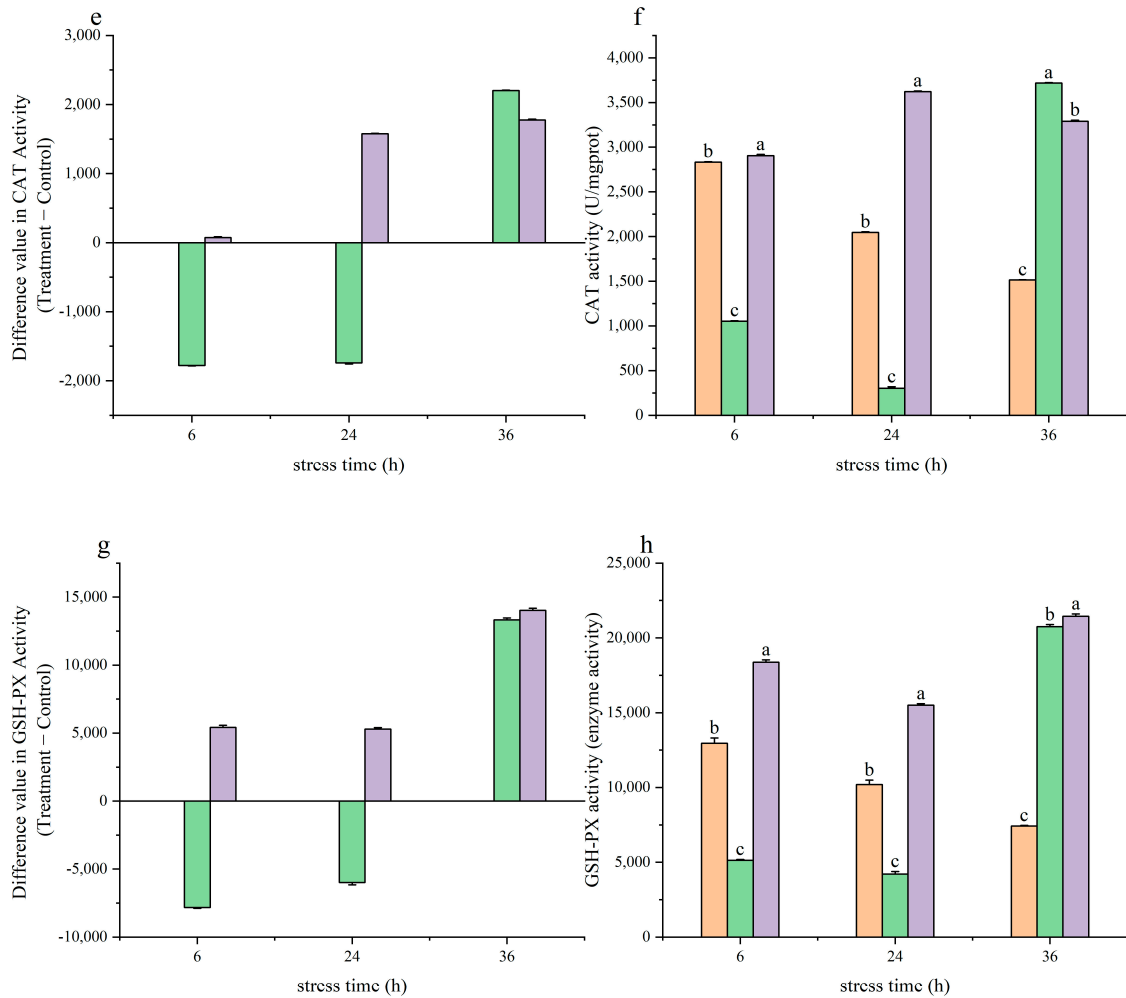 e
3,000
2,000
1,000
0
-1,000
-2,000
Difference value in CAT Activity
(Treatment – Control)
6
24
36
stress time (h)
f
4,000
3,500
3,000
2,500
2,000
1,500
1,000
500
0
CAT activity (U/mgprot)
b
c
a
b
c
a
c
a
b
6
24
36
stress time (h)
g
15,000
10,000
5,000
0
-5,000
-10,000
Difference value in GSH-PX Activity
(Treatment – Control)
6
24
36
stress time (h)
h
25,000
20,000
15,000
10,000
5,000
0
GSH-PX activity (enzyme activity)
b
c
a
b
c
a
c
b
a
6
24
36
stress time (h)